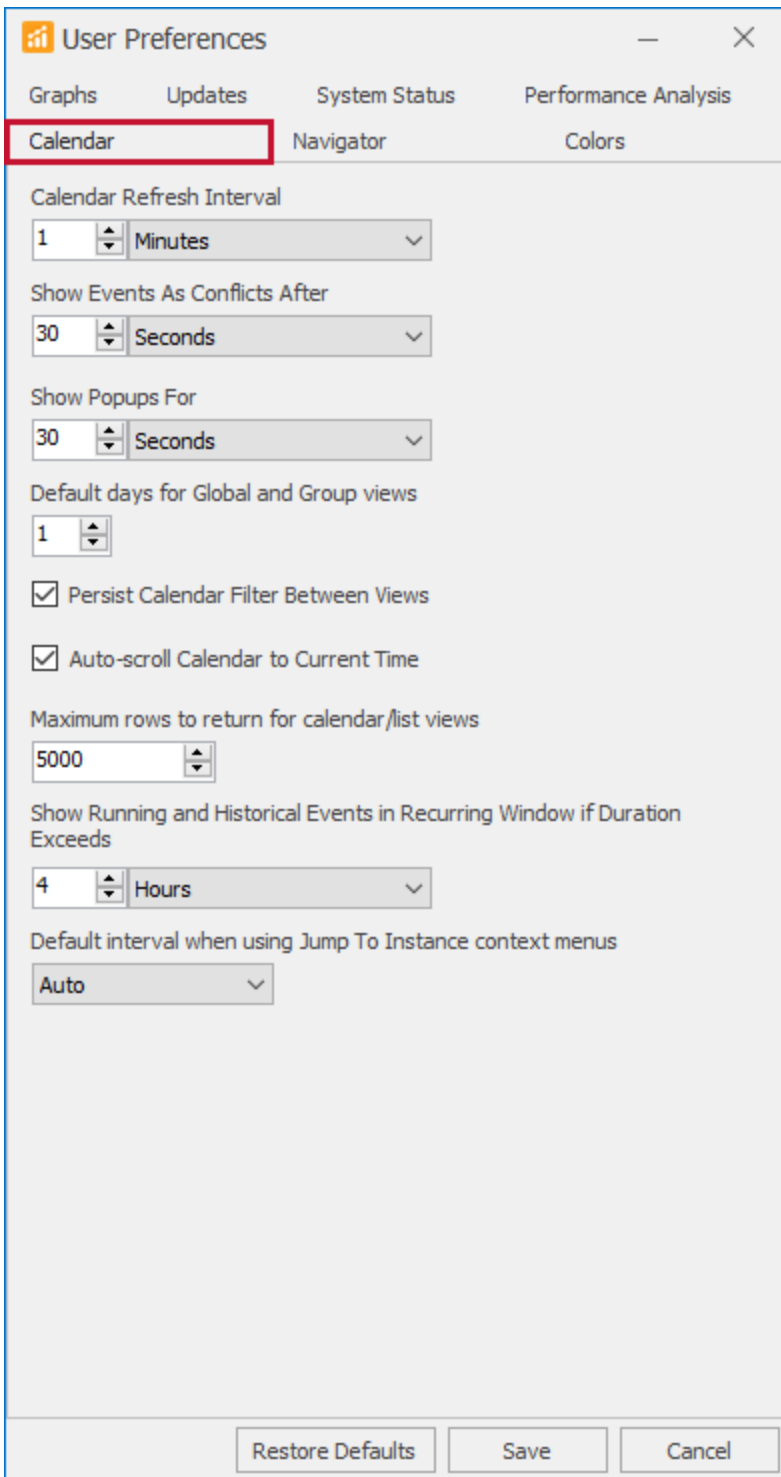 User Preferences
Graphs Updates System Status Performance Analysis
Calendar Navigator Colors
Calendar Refresh Interval
1 Minutes
Show Events As Conflicts After
30 Seconds
Show Popups For
30 Seconds
Default days for Global and Group views
1
Persist Calendar Filter Between Views
Auto-scroll Calendar to Current Time
Maximum rows to return for calendar/list views
5000
Show Running and Historical Events in Recurring Window if Duration
Exceeds
4 Hours
Default interval when using Jump To Instance context menus
Auto
Restore Defaults Save Cancel